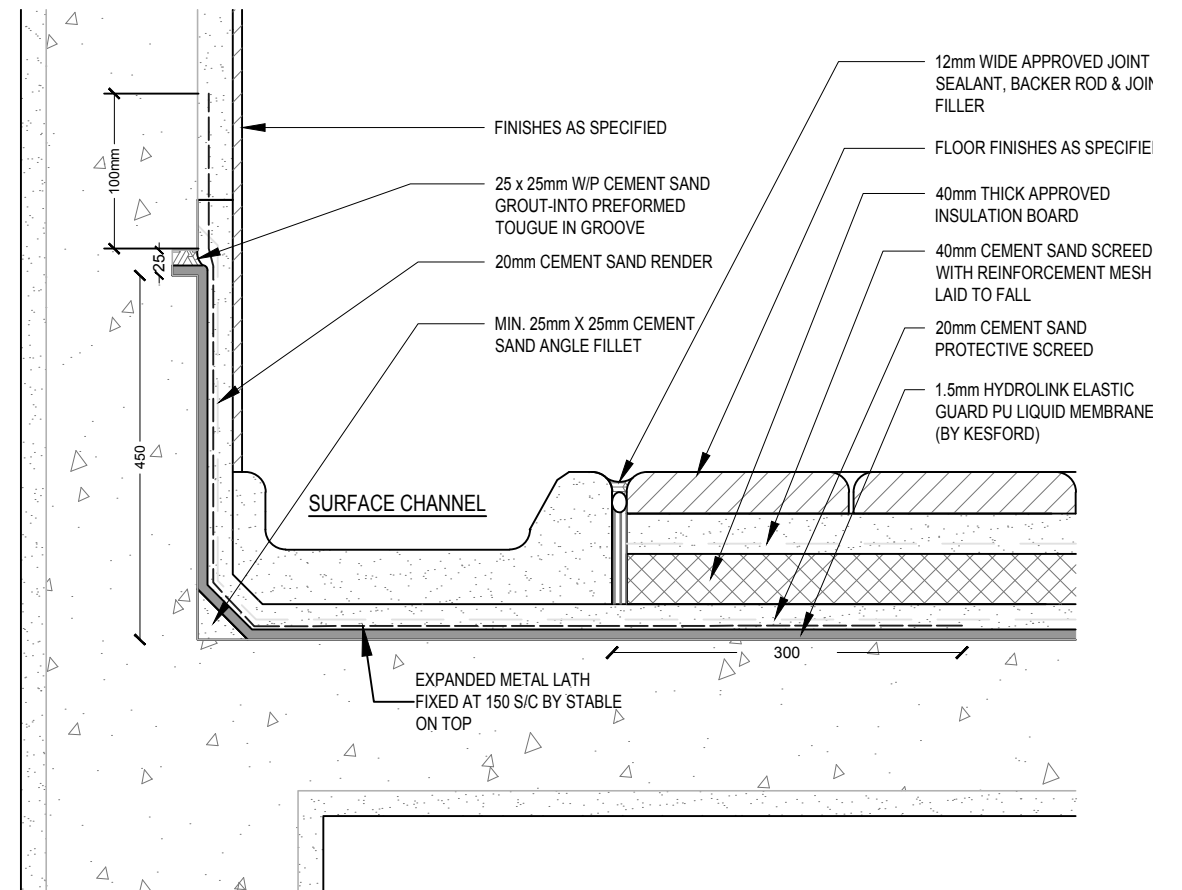 12mm WIDE APPROVED JOINT
SEALANT, BACKER ROD &
FILLER
FINISHES AS SPECIFIED
FLOOR FINISHES AS
25 x 25mm W/P CEMENT SAND
GROUT-INTO PREFORMED
TOUGUE IN GROOVE
40mm THICK APPROVED
INSULATION BOARD
20mm CEMENT SAND RENDER
40mm CEMENT SAND SCREED
WITH REINFORCEMENT MESH
LAID TO FALL
MIN. 25mm X 25mm CEMENT
SAND ANGLE FILLET
20mm CEMENT SAND
PROTECTIVE SCREED
1.5mm HYDROLINK ELASTIC
GUARD PU LIQUID MEMBRANE
(BY KESFORD)
100mm
25
450
SURFACE CHANNEL
300
EXPANDED METAL LATH
FIXED AT 150 S/C BY STABLE
ON TOP